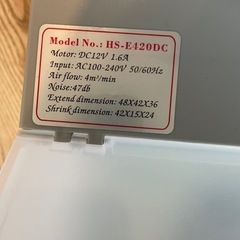 Model No.: HS-E420DC
Motor: DC12V 1.6A
Input: AC100-240V 50/60Hz
Air flow: 4m³/min
Noise:47db
Extend dimension: 48X42X36
Shrink dimension: 42X15X24